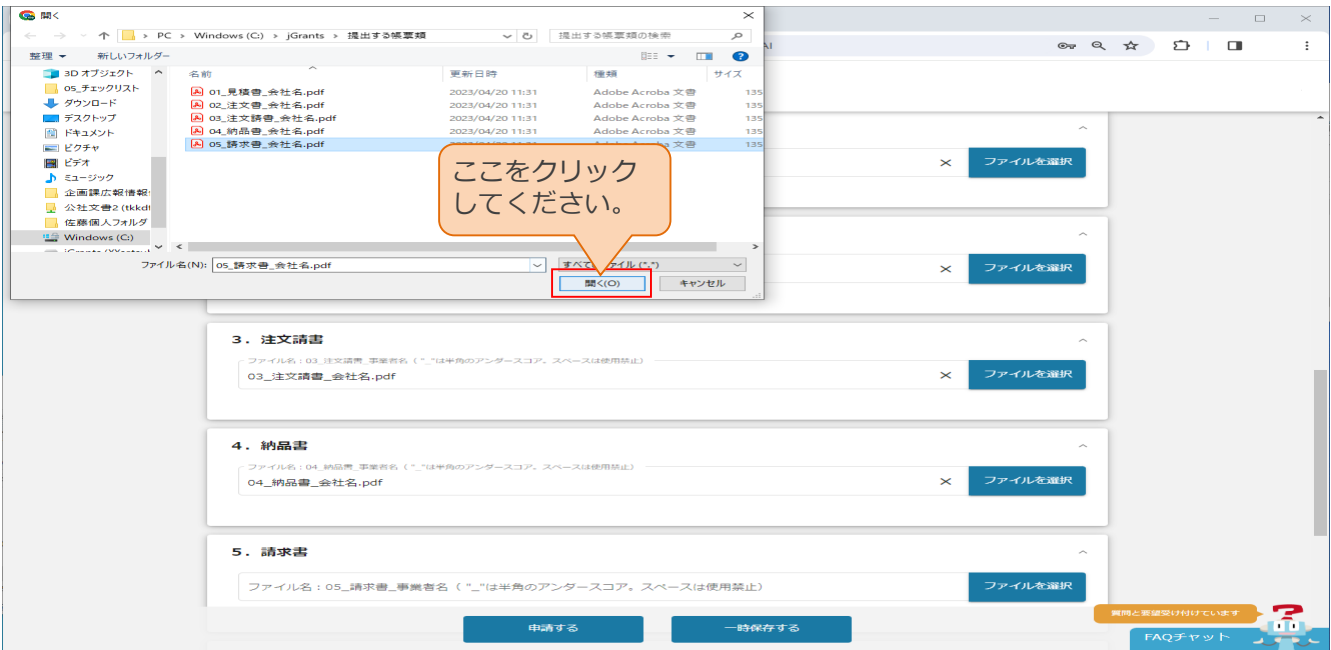 開く
PC > Windows (C:) > jGrants > 提出する帳票類
提出する帳票類の検索
整理
新しいフォルダー
3D オブジェクト
05_チェックリスト
ダウンロード
デスクトップ
ドキュメント
ピクチャ
ビデオ
ミュージック
企画課広報情報
公社文書2 (tkkd
佐藤個人フォルダ
Windows (C:)
名前 更新日時 種類 サイズ
01_見積書_会社名.pdf 2023/04/20 11:31 Adobe Acroba 文書 135
02_注文書_会社名.pdf 2023/04/20 11:31 Adobe Acroba 文書 135
03_注文請書_会社名.pdf 2023/04/20 11:31 Adobe Acroba 文書 135
04_納品書_会社名.pdf 2023/04/20 11:31 Adobe Acroba 文書 135
05_請求書_会社名.pdf 文書 135
ここをクリック
してください。
ファイル名(N): 05_請求書_会社名.pdf
開く(O) キャンセル
ファイルを選択
ファイルを選択
3. 注文請書
ファイル名:03_注文請書_事業者名 ( "_"は半角のアンダースコア。スペースは使用禁止)
03_注文請書_会社名.pdf
ファイルを選択
4. 納品書
ファイル名:04_納品書_事業者名 ( "_"は半角のアンダースコア。スペースは使用禁止)
04_納品書_会社名.pdf
ファイルを選択
5. 請求書
ファイル名:05_請求書_事業者名 ( "_"は半角のアンダースコア。スペースは使用禁止)
ファイルを選択
申請する
一時保存する
質問と要望受け付けています
FAQチャット